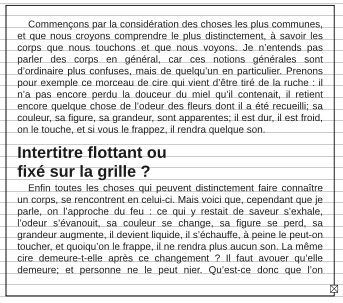 Commençons par la considération des choses les plus communes,
et que nous croyons comprendre le plus distinctement, à savoir les
corps que nous touchons et que nous voyons. Je n'entends pas
parler des corps en général, car ces notions générales sont
d'ordinaire plus confuses, mais de quelqu'un en particulier. Prenons
pour exemple ce morceau de cire qui vient d'être tiré de la ruche : il
n'a pas encore perdu la douceur du miel qu'il contenait, il retient
encore quelque chose de l'odeur des fleurs dont il a été recueilli; sa
couleur, sa figure, sa grandeur, sont apparentes; il est dur, il est froid,
on le touche, et si vous le frappez, il rendra quelque son.
Intertitre flottant ou
fixé sur la grille ?
Enfin toutes les choses qui peuvent distinctement faire connaître
un corps, se rencontrent en celui-ci. Mais voici que, cependant que je
parle, on l'approche du feu : ce qui y restait de saveur s'exhale,
l'odeur s'évanouit, sa couleur se change, sa figure se perd, sa
grandeur augmente, il devient liquide, il s'échauffe, à peine le peut-on
toucher, et quoiqu'on le frappe, il ne rendra plus aucun son. La même
cire demeure-t-elle après ce changement ? Il faut avouer qu'elle
demeure; et personne ne le peut nier. Qu'est-ce donc que l'on